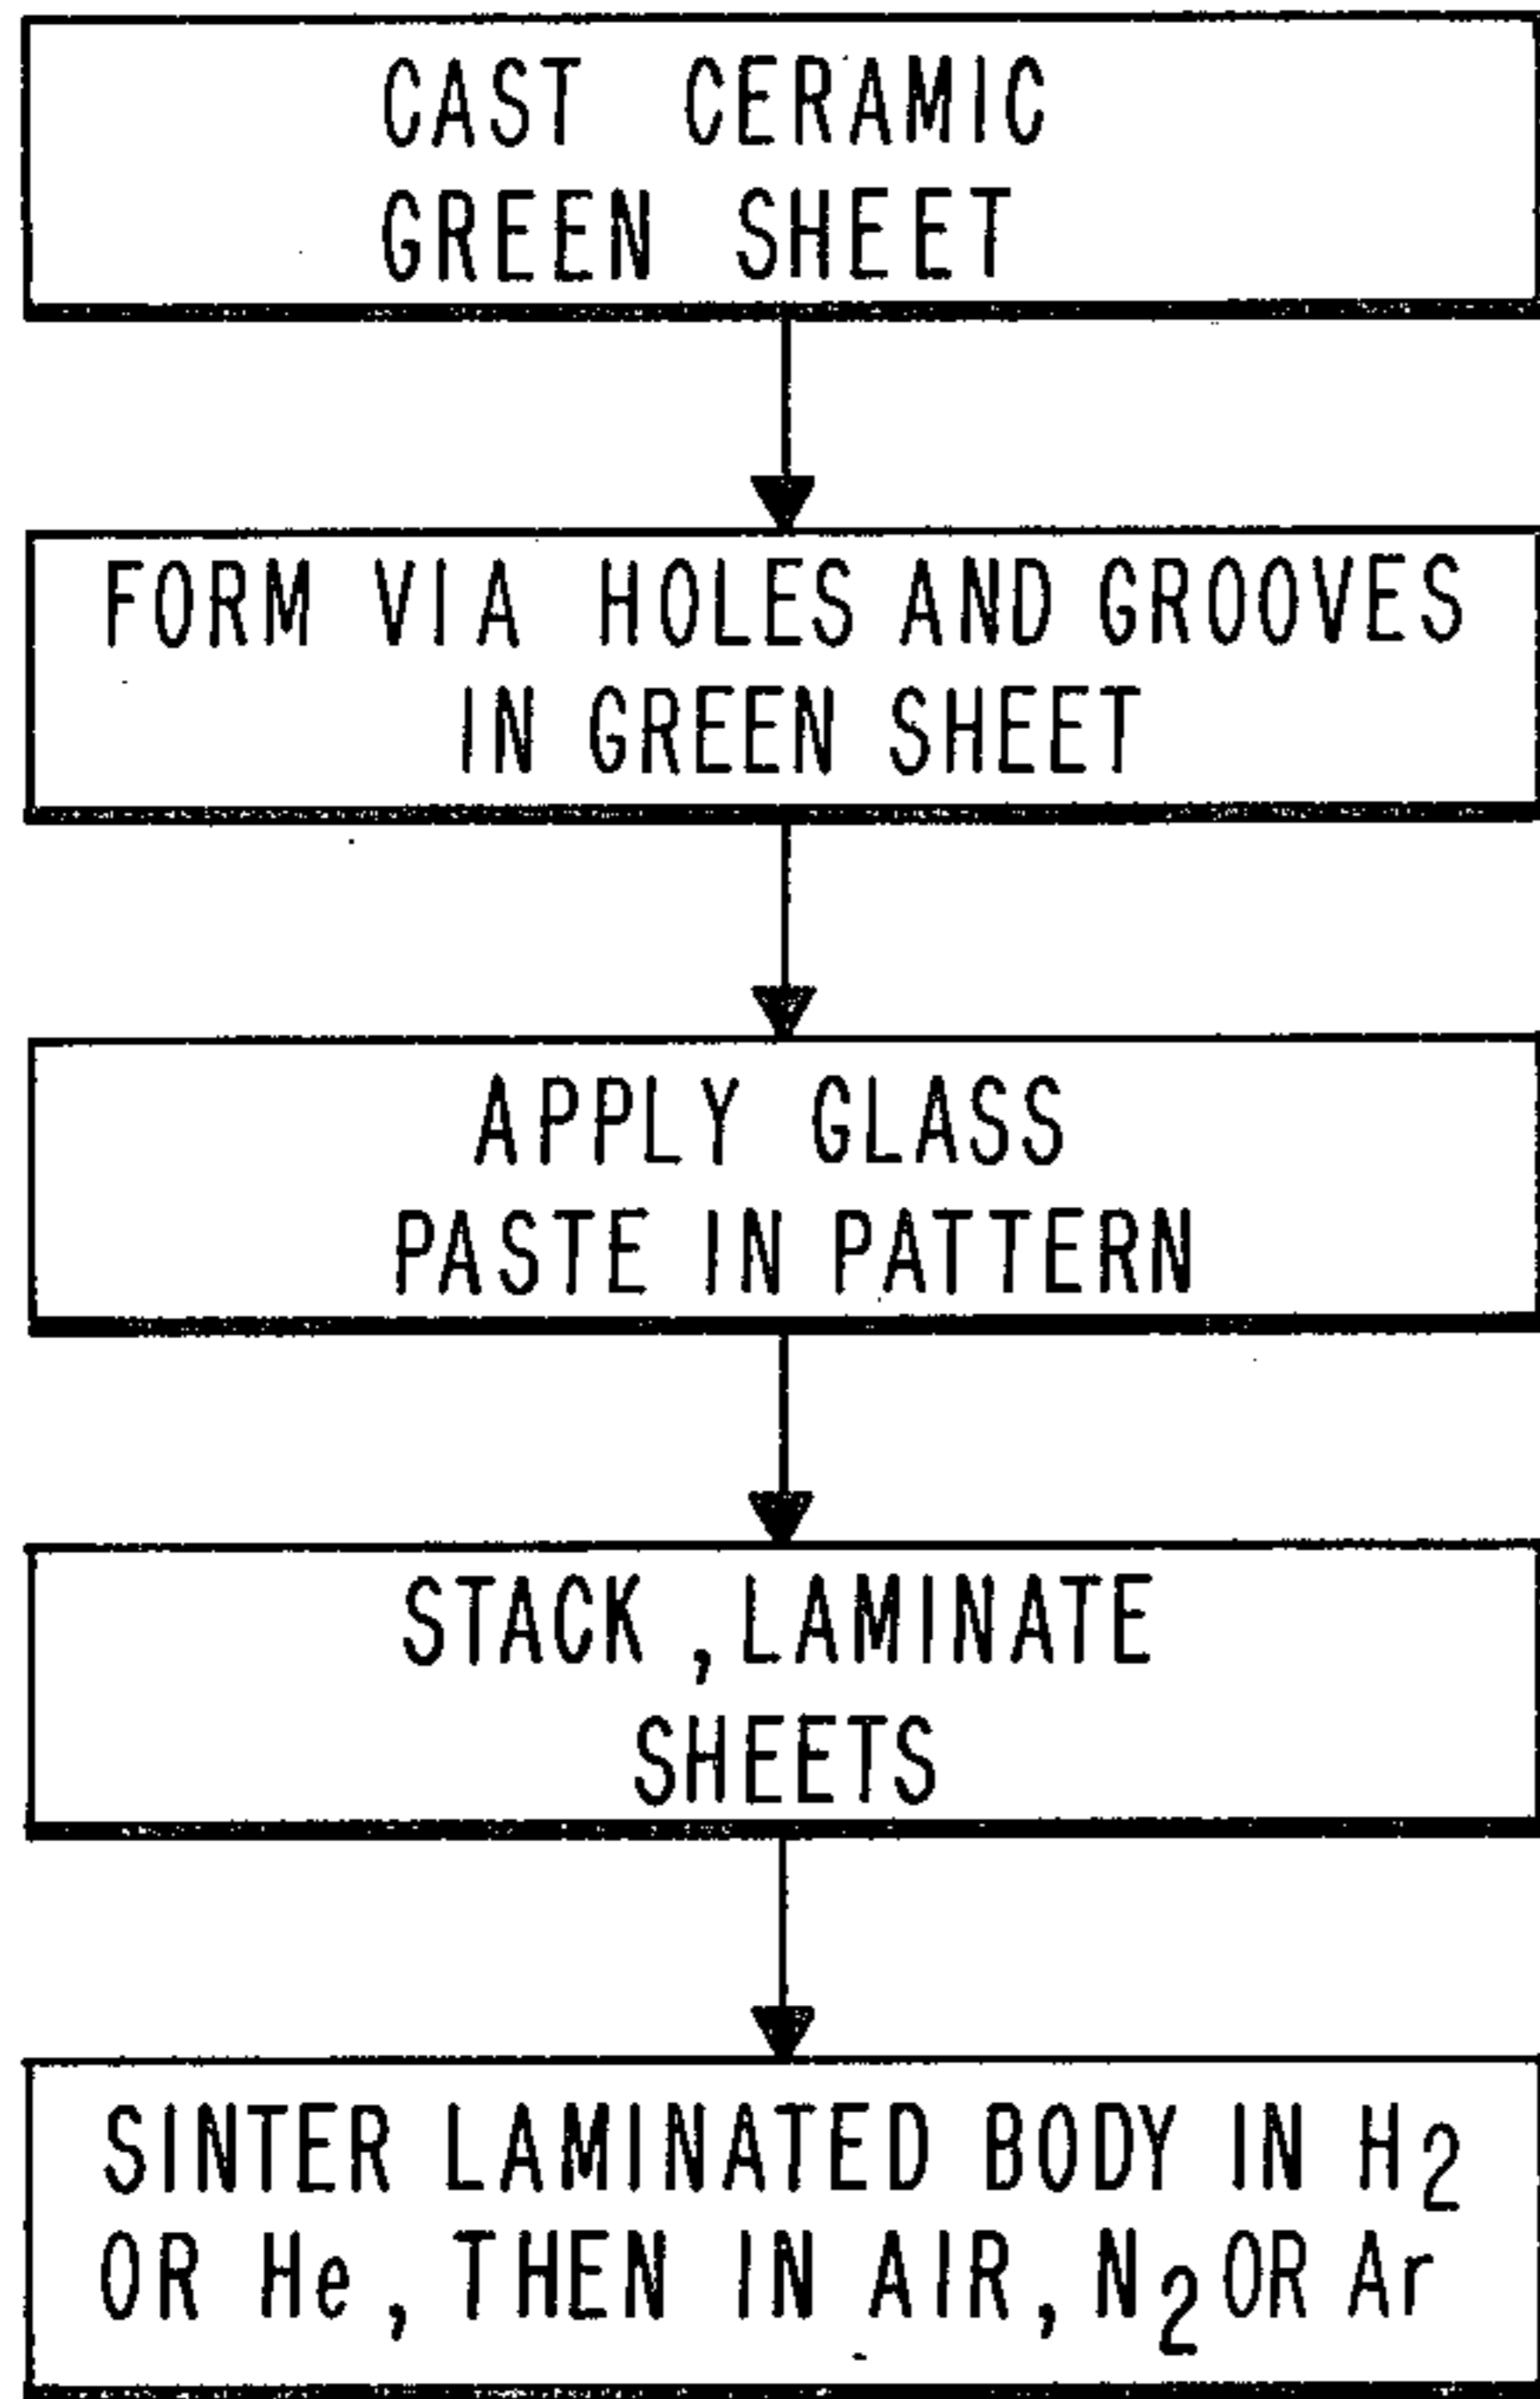 CAST CERAMIC
GREEN SHEET
FORM VIA HOLES AND GROOVES
IN GREEN SHEET
APPLY GLASS
PASTE IN PATTERN
STACK, LAMINATE
SHEETS
SINTER LAMINATED BODY IN H₂
OR He, THEN IN AIR, N₂ OR Ar